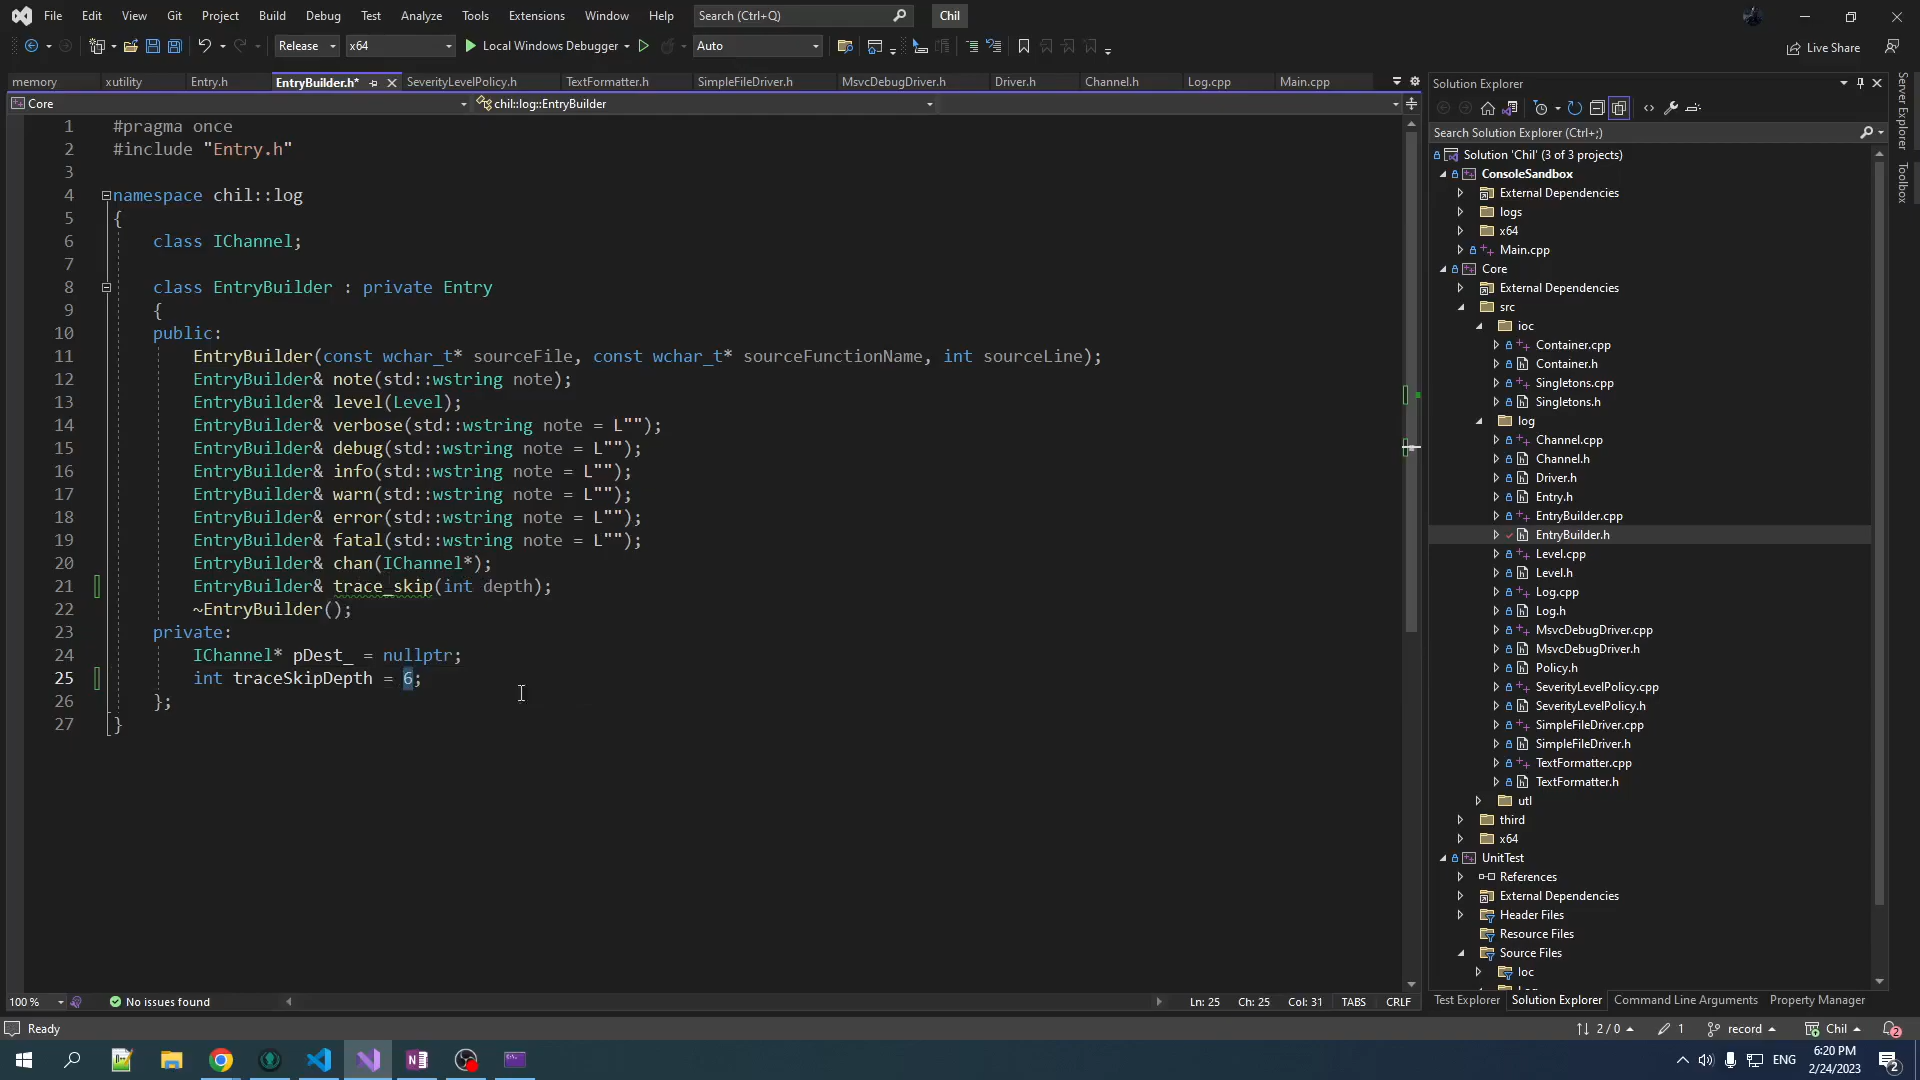 File Edit View Git Project Build Debug Test Analyze Tools Extensions Window Help Search (Ctrl+Q) Chil
Release x64 Local Windows Debugger Auto Live Share
memory xutility Entry.h EntryBuilder.h* SeverityLevelPolicy.h TextFormatter.h SimpleFileDriver.h MsvcDebugDriver.h Driver.h Channel.h Log.cpp Main.cpp
Core chil::log::EntryBuilder
1 #pragma once
2 #include "Entry.h"
3
4 namespace chil::log
5 {
6 class IChannel;
7
8 class EntryBuilder : private Entry
9 {
10 public:
11 EntryBuilder(const wchar_t* sourceFile, const wchar_t* sourceFunctionName, int sourceLine);
12 EntryBuilder& note(std::wstring note);
13 EntryBuilder& level(Level);
14 EntryBuilder& verbose(std::wstring note = L"");
15 EntryBuilder& debug(std::wstring note = L"");
16 EntryBuilder& info(std::wstring note = L"");
17 EntryBuilder& warn(std::wstring note = L"");
18 EntryBuilder& error(std::wstring note = L"");
19 EntryBuilder& fatal(std::wstring note = L"");
20 EntryBuilder& chan(IChannel*);
21 EntryBuilder& trace_skip(int depth);
22 ~EntryBuilder();
23 private:
24 IChannel* pDest_ = nullptr;
25 int traceSkipDepth = 6;
26 };
27 }
100 % No issues found Ln: 25 Ch: 25 Col: 31 TABS CRLF
Solution Explorer
Search Solution Explorer (Ctrl+;)
Solution 'Chil' (3 of 3 projects)
ConsoleSandbox
External Dependencies
logs
x64
Main.cpp
Core
External Dependencies
src
ioc
Container.cpp
Container.h
Singletons.cpp
Singletons.h
log
Channel.cpp
Channel.h
Driver.h
Entry.h
EntryBuilder.cpp
EntryBuilder.h
Level.cpp
Level.h
Log.cpp
Log.h
MsvcDebugDriver.cpp
MsvcDebugDriver.h
Policy.h
SeverityLevelPolicy.cpp
SeverityLevelPolicy.h
SimpleFileDriver.cpp
SimpleFileDriver.h
TextFormatter.cpp
TextFormatter.h
utl
third
x64
UnitTest
References
External Dependencies
Header Files
Resource Files
Source Files
Ioc
Test Explorer Solution Explorer Command Line Arguments Property Manager
Server Explorer
Toolbox
Ready 2 / 0 1 record Chil 2
ENG 6:20 PM
2/24/2023 2